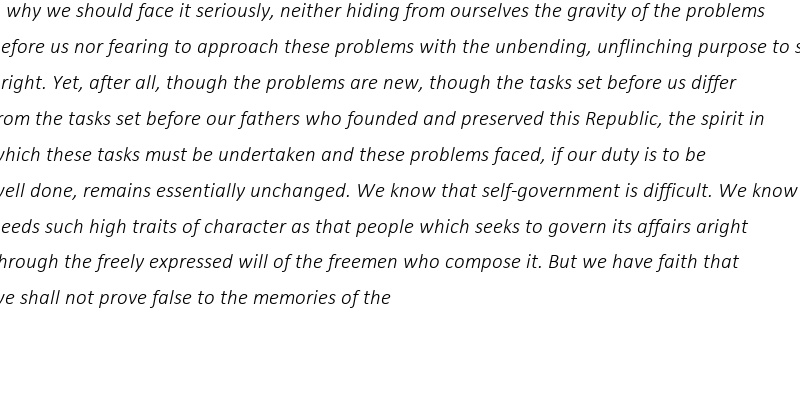 why we should face it seriously, neither hiding from ourselves the gravity of the problems
efore us nor fearing to approach these problems with the unbending, unflinching purpose to s
right. Yet, after all, though the problems are new, though the tasks set before us differ
rom the tasks set before our fathers who founded and preserved this Republic, the spirit in
which these tasks must be undertaken and these problems faced, if our duty is to be
well done, remains essentially unchanged. We know that self-government is difficult. We know
eeds such high traits of character as that people which seeks to govern its affairs aright
hrough the freely expressed will of the freemen who compose it. But we have faith that
we shall not prove false to the memories of the